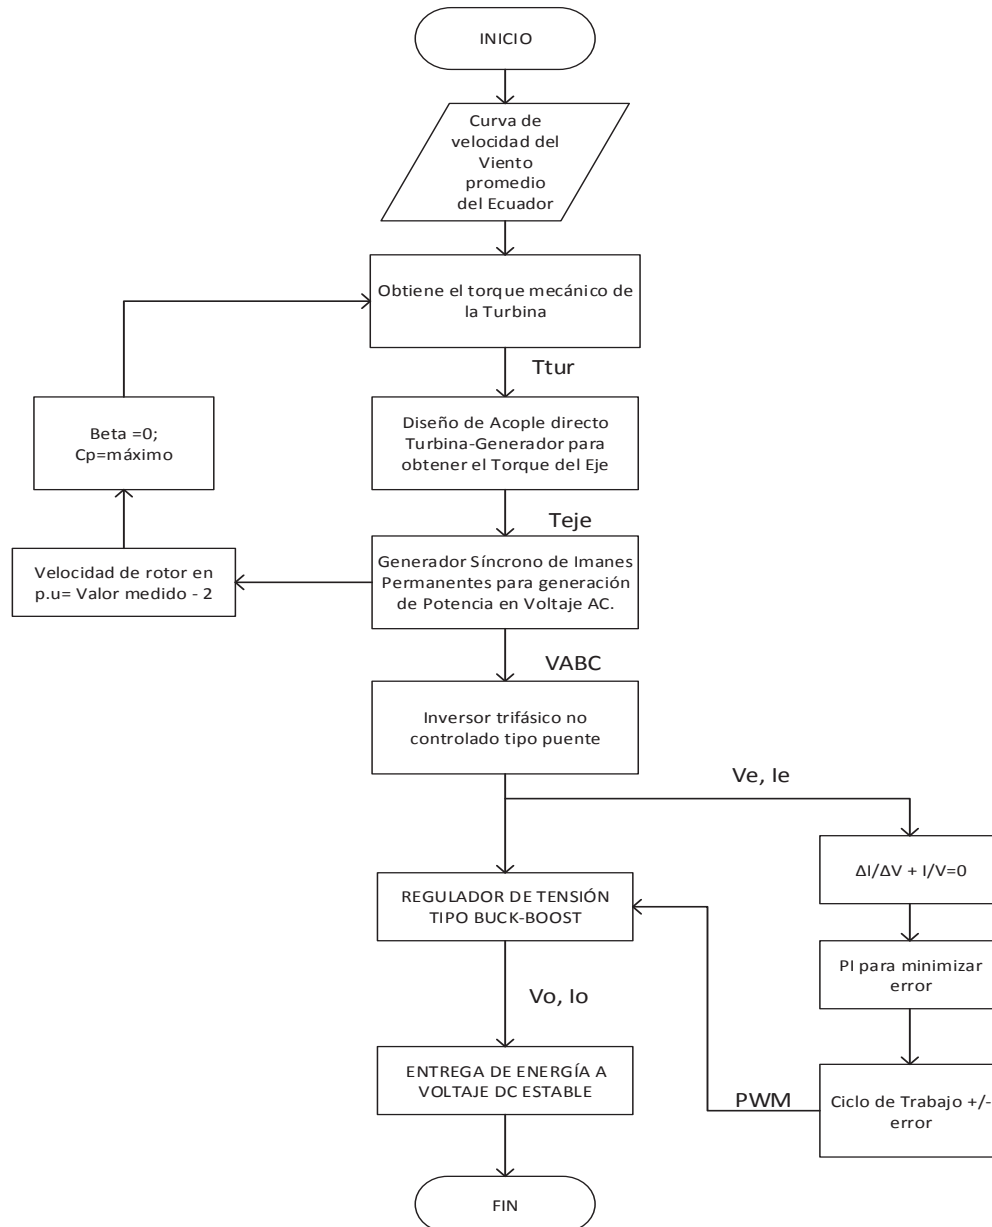 INICIO
Curva de
velocidad del
Viento
promedio
del Ecuador
Obtiene el torque mecánico de
la Turbina
Ttur
Diseño de Acople directo
Turbina-Generador para
obtener el Torque del Eje
Beta =0;
Cp=máximo
Teje
Generador Síncrono de Imanes
Permanentes para generación
de Potencia en Voltaje AC.
Velocidad de rotor en
p.u= Valor medido - 2
VABC
Inversor trifásico no
controlado tipo puente
Ve, Ie
ΔI/ΔV + I/V=0
REGULADOR DE TENSIÓN
TIPO BUCK-BOOST
PI para minimizar
error
Vo, Io
ENTREGA DE ENERGÍA A
VOLTAJE DC ESTABLE
PWM
Ciclo de Trabajo +/-
error
FIN